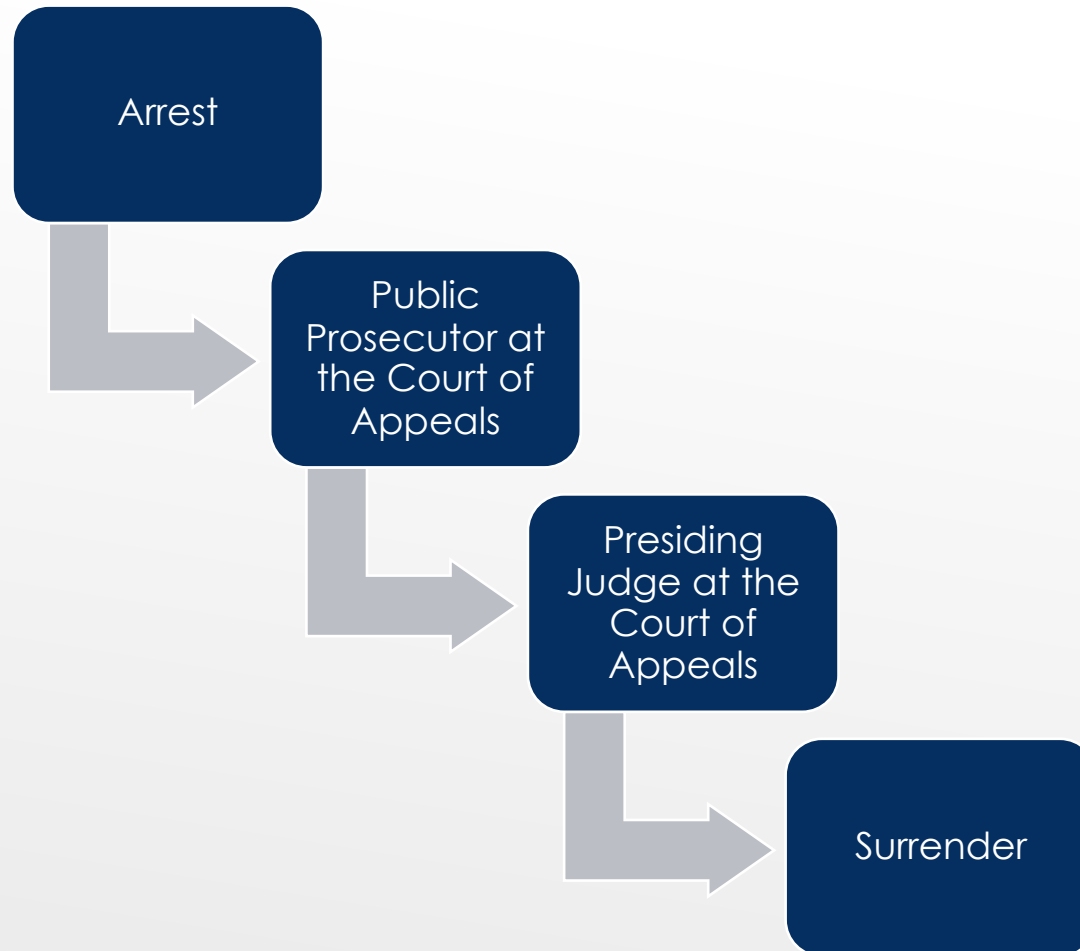 Arrest
Public
Prosecutor at
the Court of
Appeals
Presiding
Judge at the
Court of
Appeals
Surrender